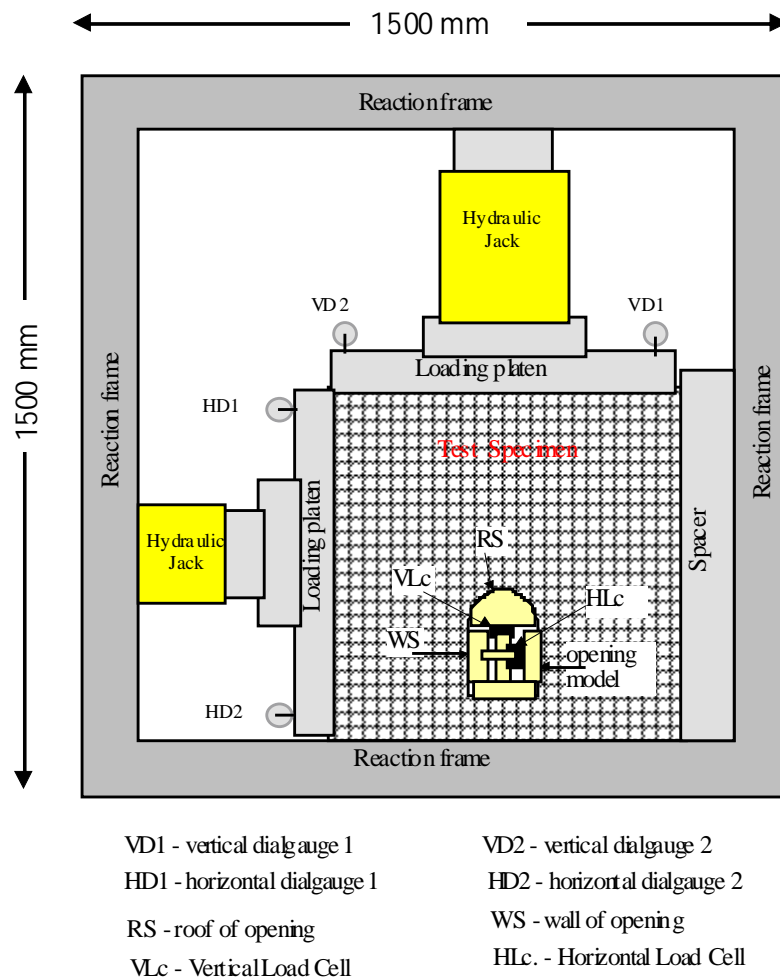 1500 mm
1500 mm
Reaction frame
Hydraulic
Jack
VD2
VD1
Loading platen
HD1
Test Specimen
Reaction frame
Reaction frame
Loading platen
Spacer
Hydraulic
Jack
RS
VLc
HLc
WS
opening
model
HD2
Reaction frame
VD1 - vertical dialgauge 1
VD2 - vertical dialgauge 2
HD1 - horizontal dialgauge 1
HD2 - horizontal dialgauge 2
RS - roof of opening
WS - wall of opening
VLc - Vertical Load Cell
HLc. - Horizontal Load Cell